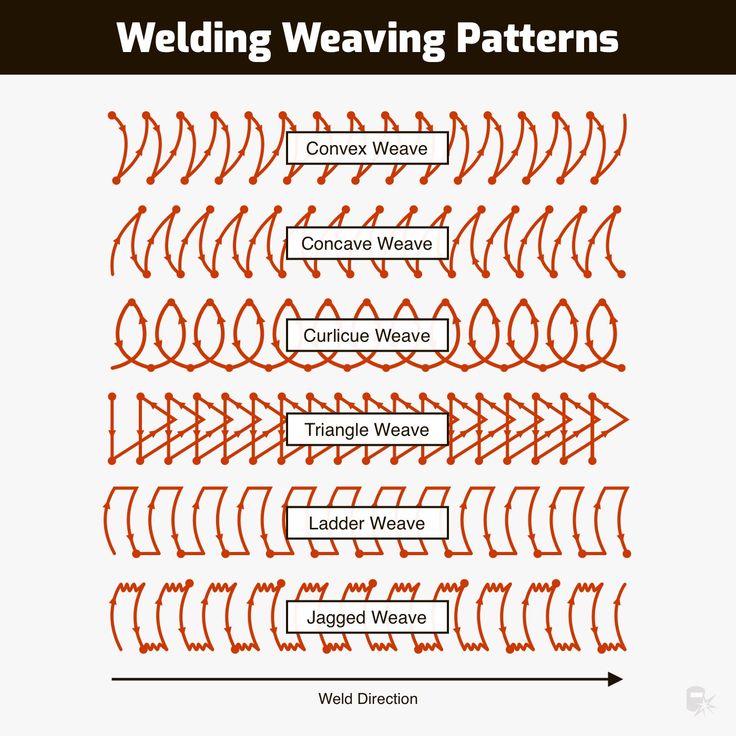 Welding Weaving Patterns
Convex Weave
Concave Weave
Curlicue Weave
Triangle Weave
Ladder Weave
Jagged Weave
Weld Direction